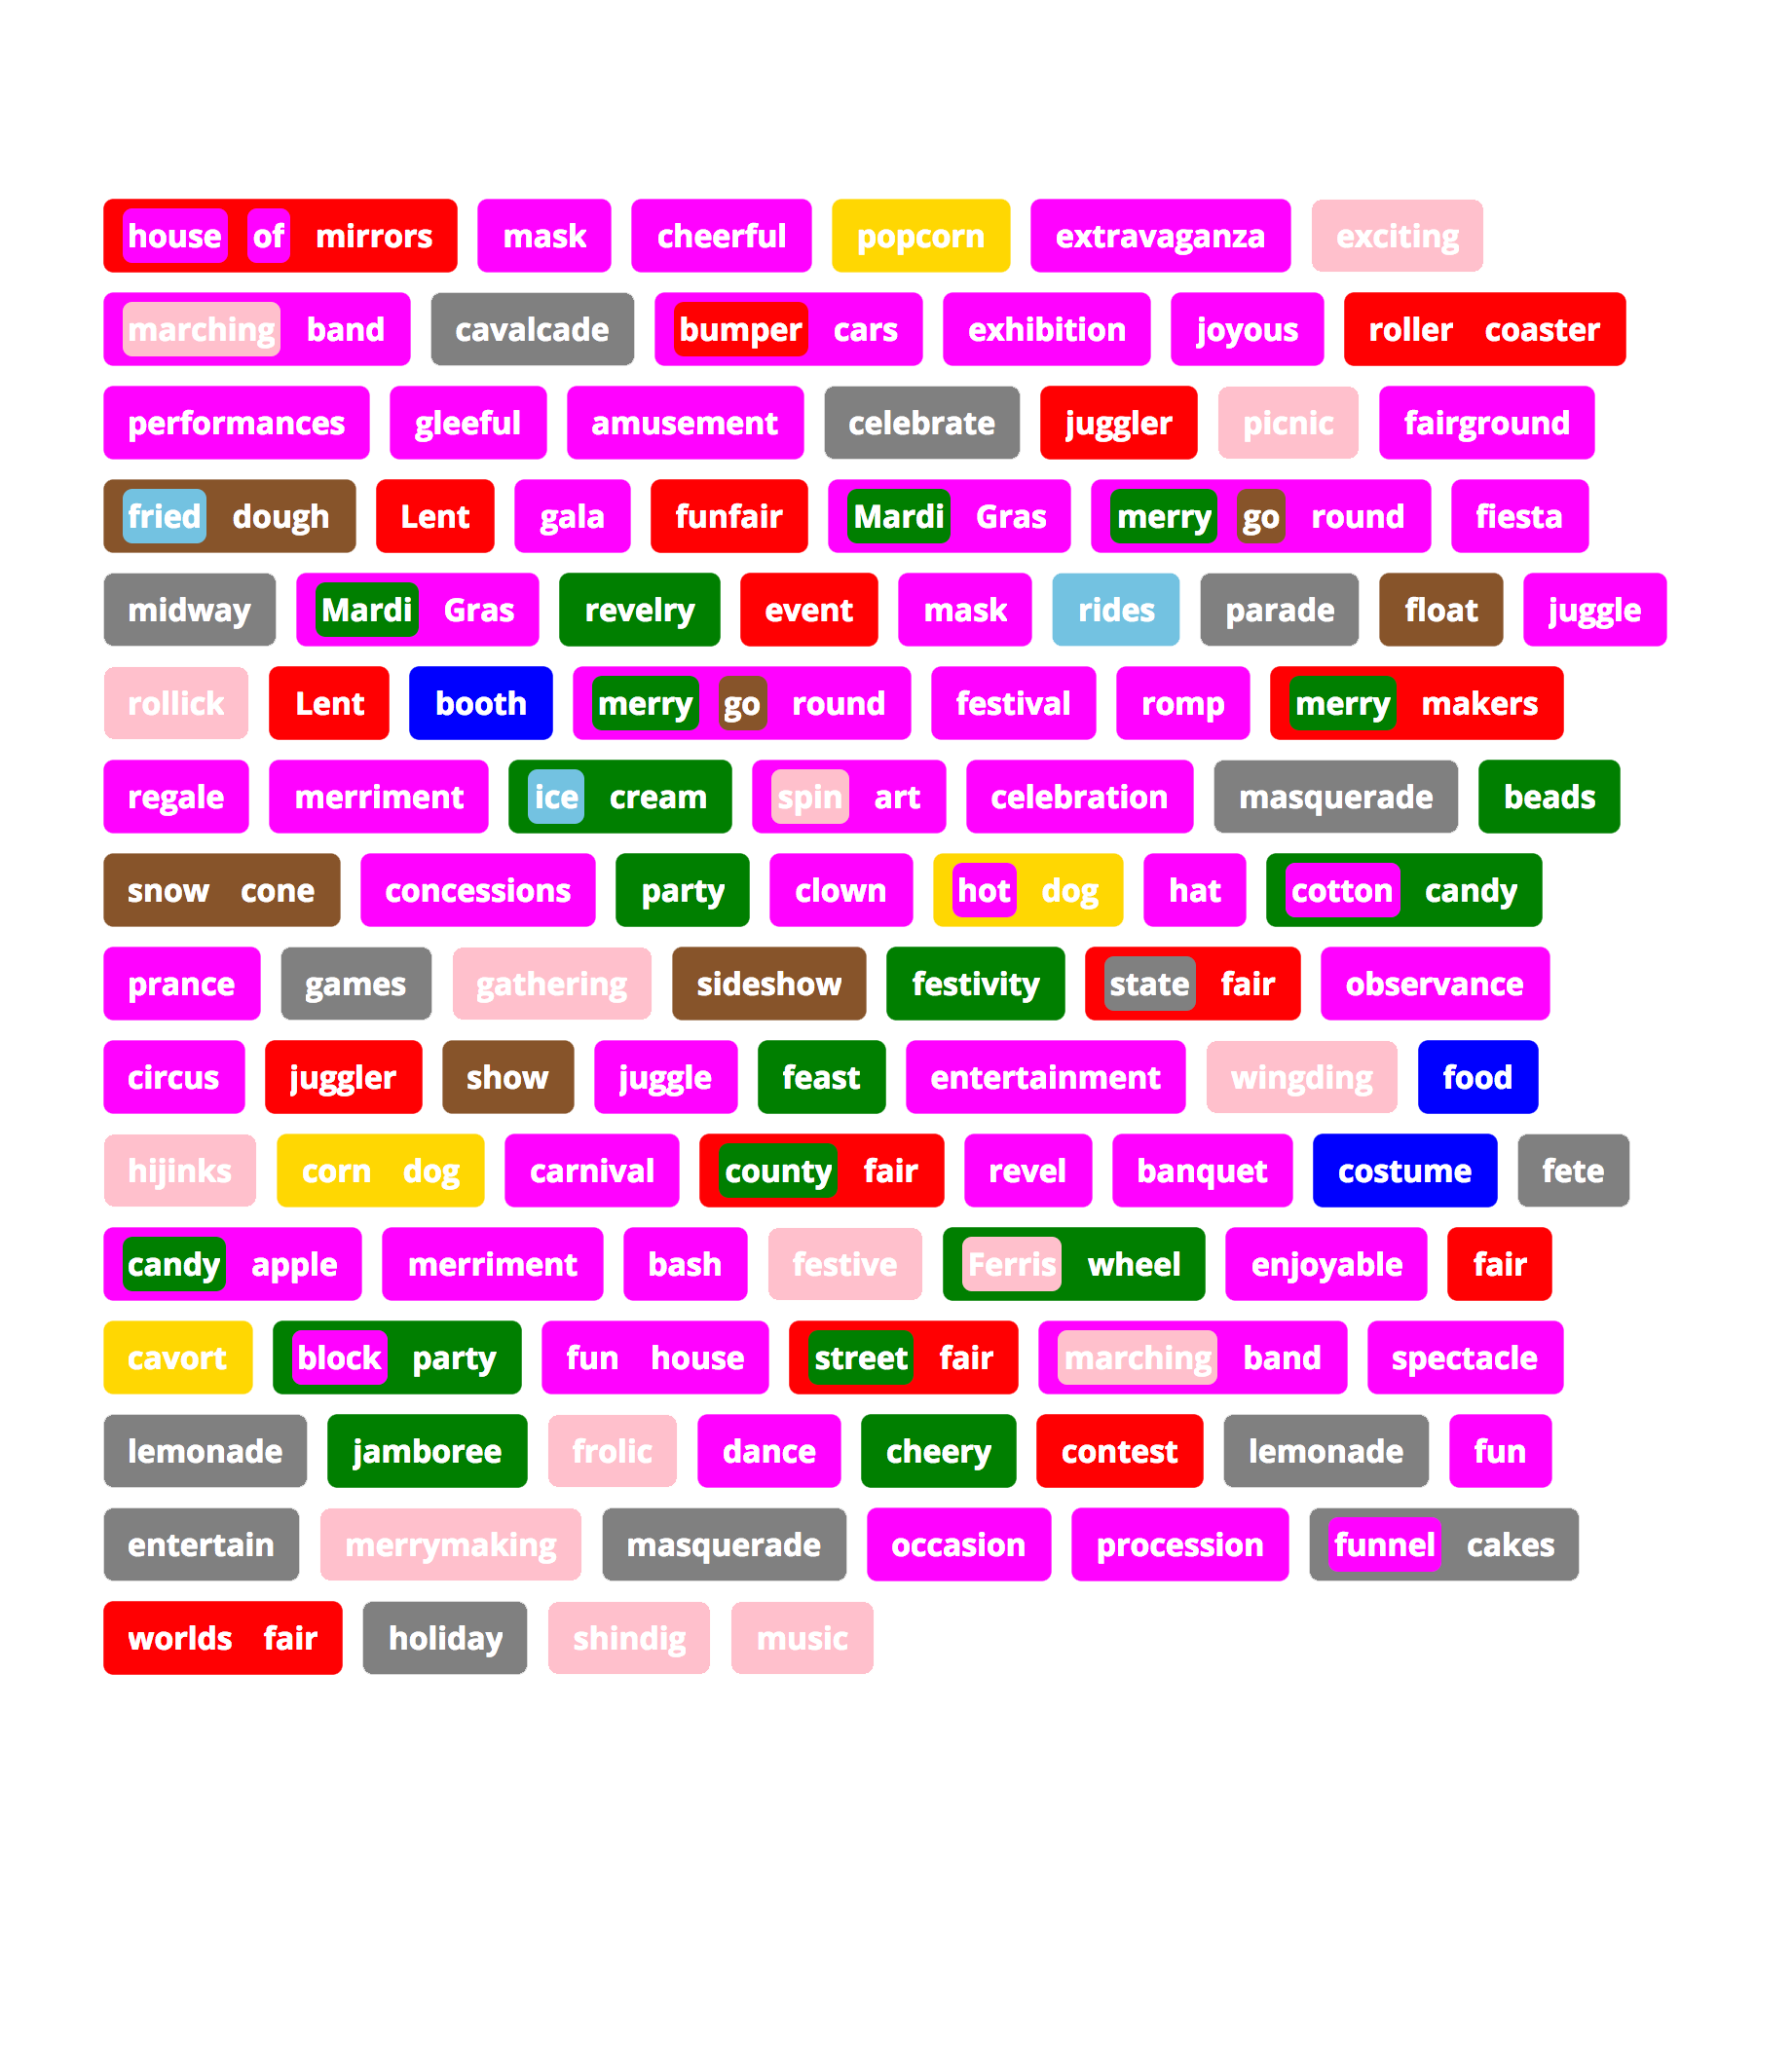 house of mirrors mask cheerful popcorn extravaganza exciting
marching band cavalcade bumper cars exhibition joyous roller coaster
performances gleeful amusement celebrate juggler picnic fairground
fried dough Lent gala funfair Mardi Gras merry go round fiesta
midway Mardi Gras revelry event mask rides parade float juggle
rollick Lent booth merry go round festival romp merry makers
regale merriment ice cream spin art celebration masquerade beads
snow cone concessions party clown hot dog hat cotton candy
prance games gathering sideshow festivity state fair observance
circus juggler show juggle feast entertainment wingding food
hijinks corn dog carnival county fair revel banquet costume fete
candy apple merriment bash festive Ferris wheel enjoyable fair
cavort block party fun house street fair marching band spectacle
lemonade jamboree frolic dance cheery contest lemonade fun
entertain merrymaking masquerade occasion procession funnel cakes
worlds fair holiday shindig music